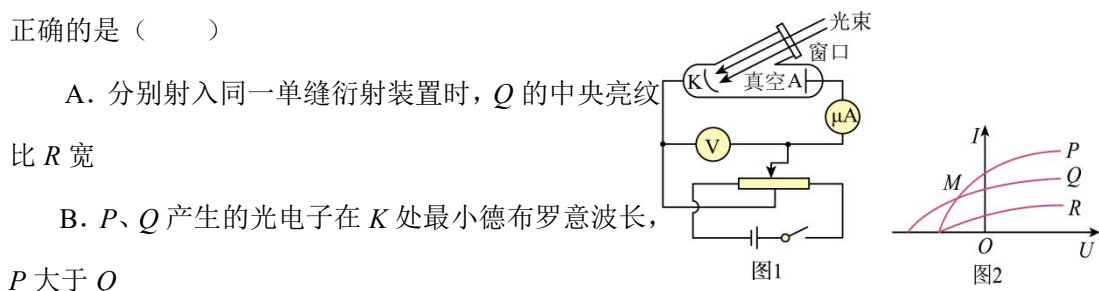 正确的是（　　）
A. 分别射入同一单缝衍射装置时，Q 的中央亮纹
比 R 宽
B. P、Q 产生的光电子在 K 处最小德布罗意波长，
P 大于 Q
光束
窗口
K
真空A
μA
V
图1
I
P
M
Q
R
O
U
图2